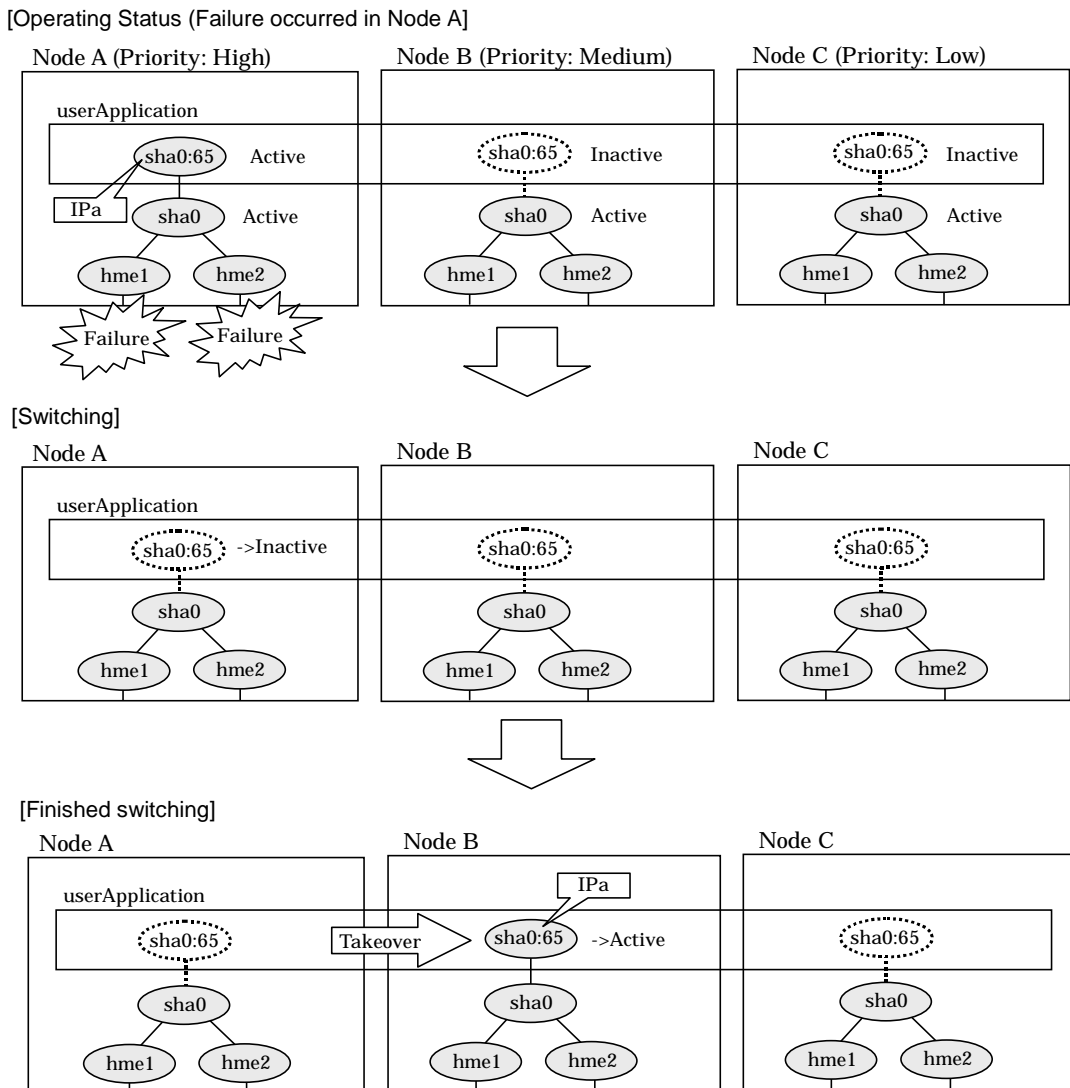 [Operating Status (Failure occurred in Node A]
Node A (Priority: High)
Node B (Priority: Medium)
Node C (Priority: Low)
userApplication
sha0:65 Active
sha0:65 Inactive
sha0:65 Inactive
IPa
sha0 Active
sha0 Active
sha0 Active
hme1 hme2
hme1 hme2
hme1 hme2
Failure Failure
[Switching]
Node A
Node B
Node C
userApplication
sha0:65 ->Inactive
sha0:65
sha0:65
sha0
sha0
sha0
hme1 hme2
hme1 hme2
hme1 hme2
[Finished switching]
Node A
Node B
Node C
IPa
userApplication
sha0:65
Takeover
sha0:65 ->Active
sha0:65
sha0
sha0
sha0
hme1 hme2
hme1 hme2
hme1 hme2